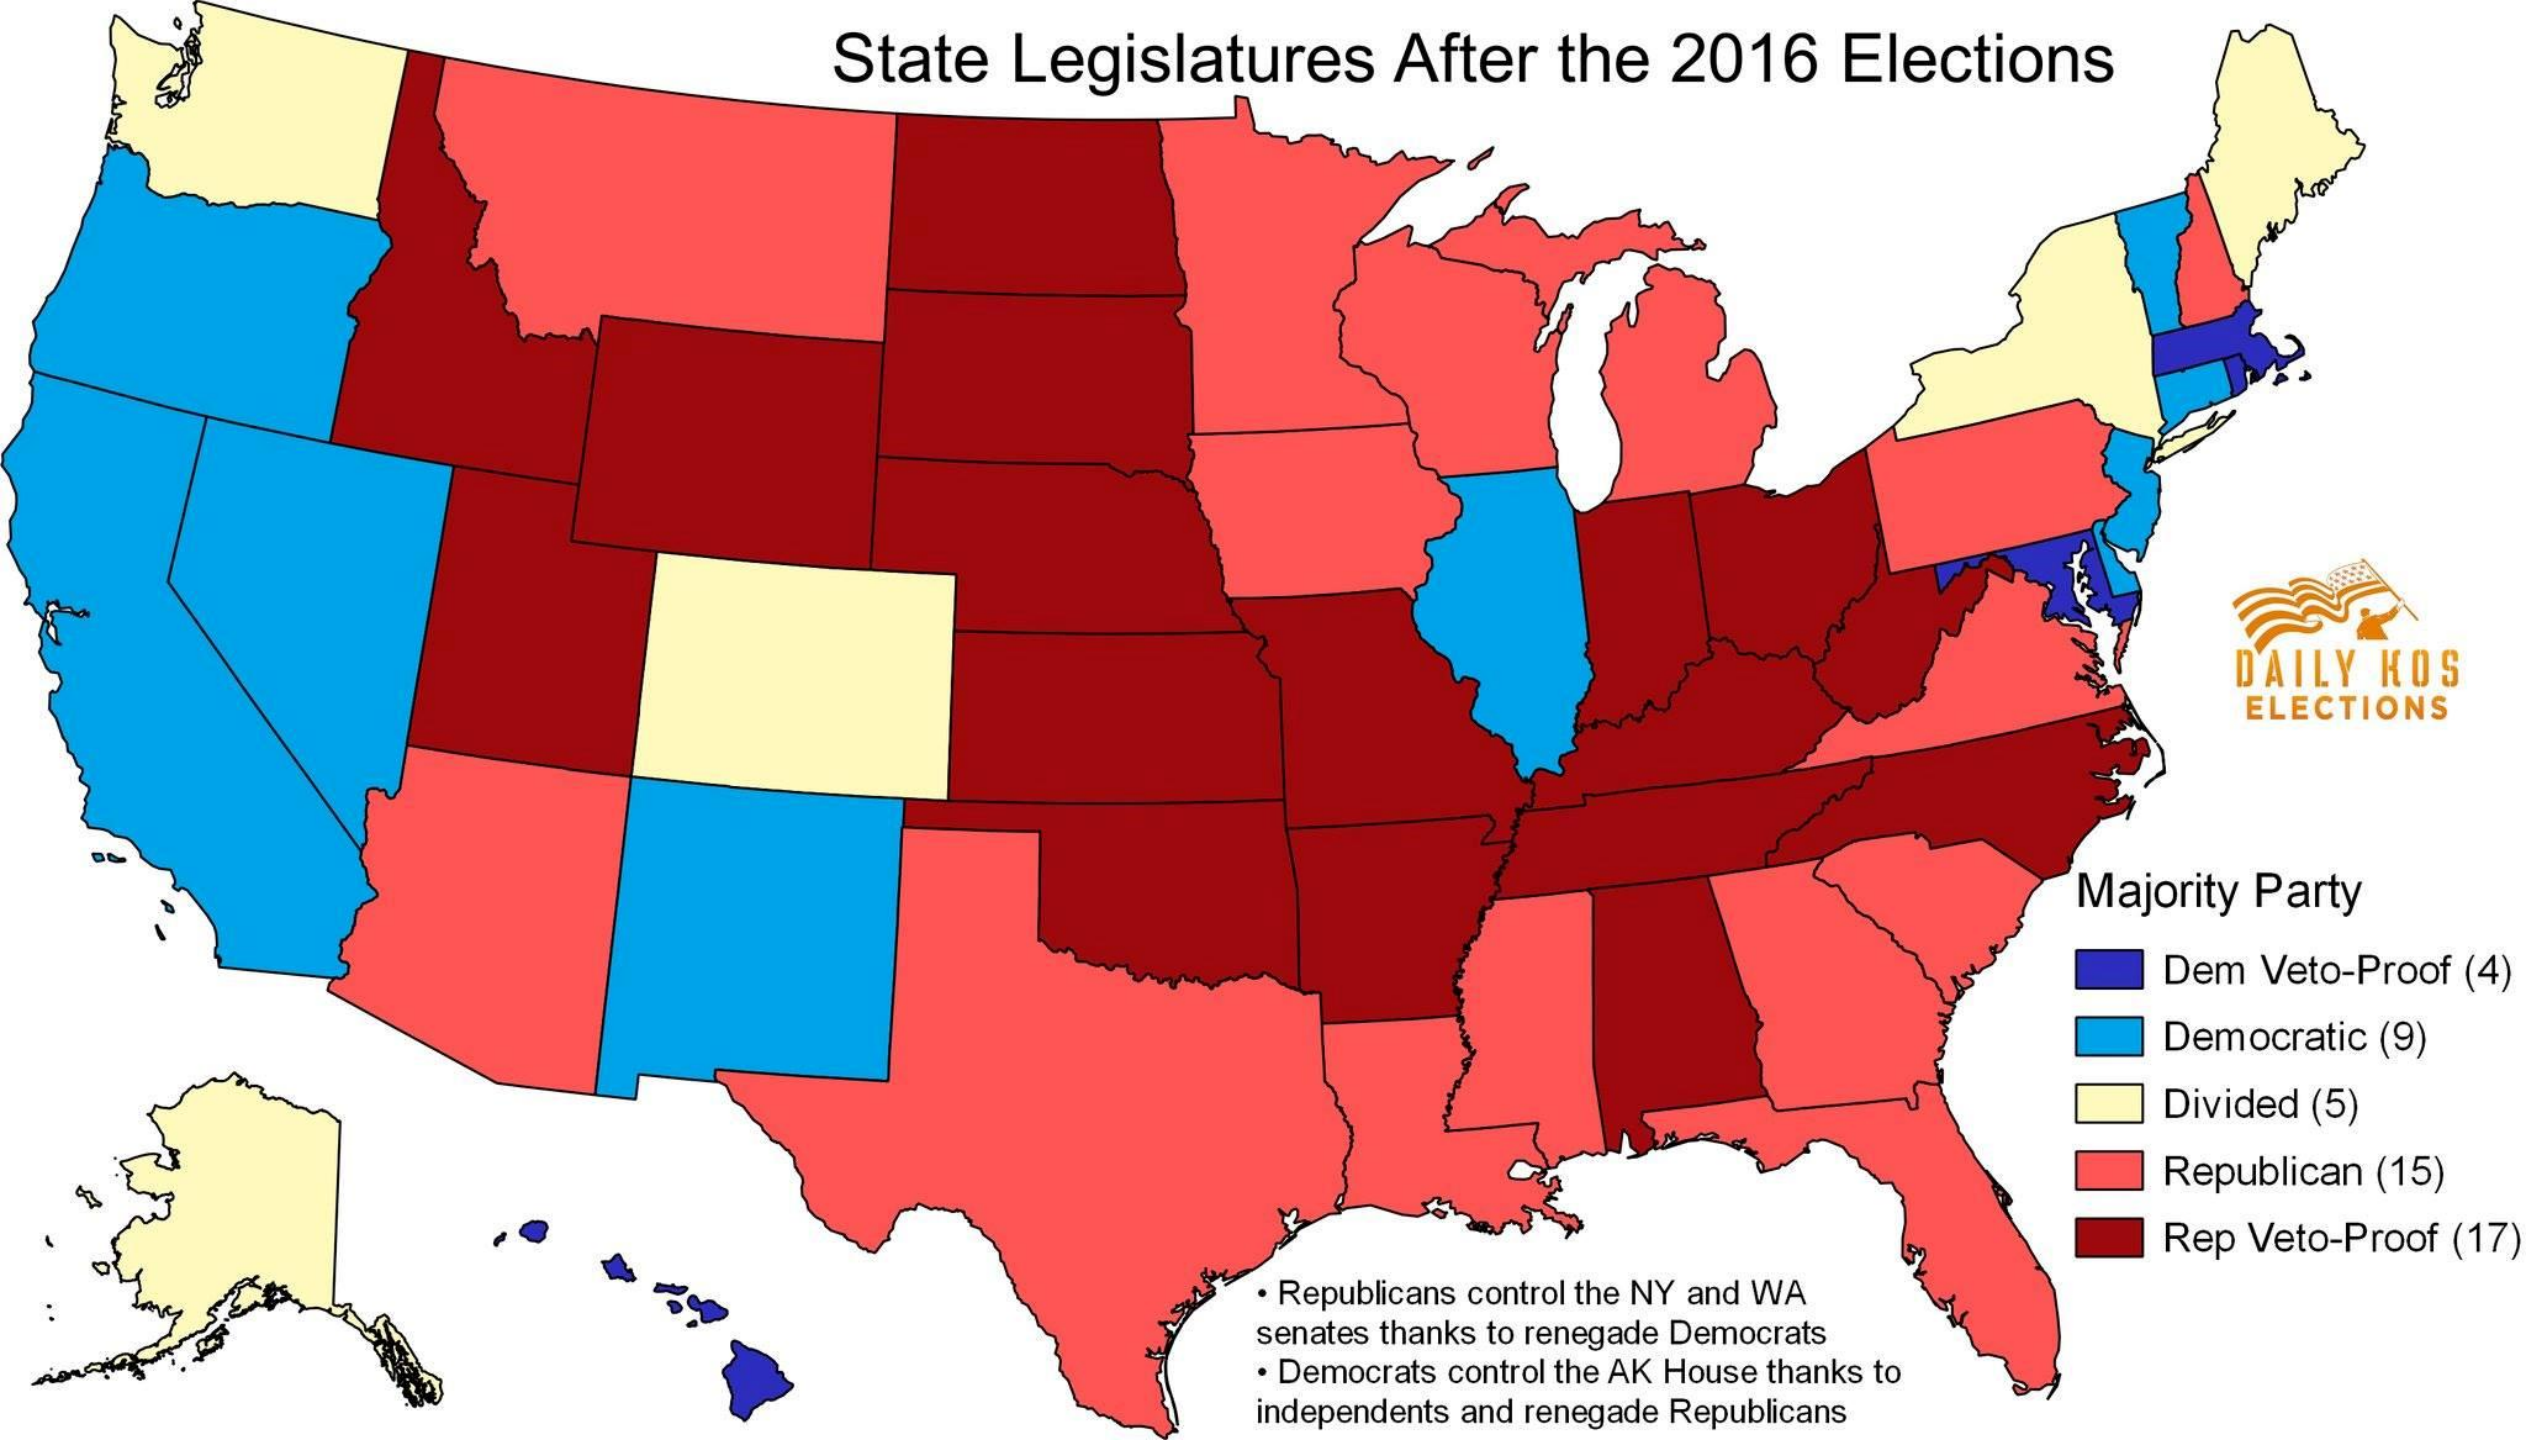 State Legislatures After the 2016 Elections
DAILY KOS
ELECTIONS
Majority Party
Dem Veto-Proof (4)
Democratic (9)
Divided (5)
Republican (15)
Rep Veto-Proof (17)
• Republicans control the NY and WA
senates thanks to renegade Democrats
• Democrats control the AK House thanks to
independents and renegade Republicans